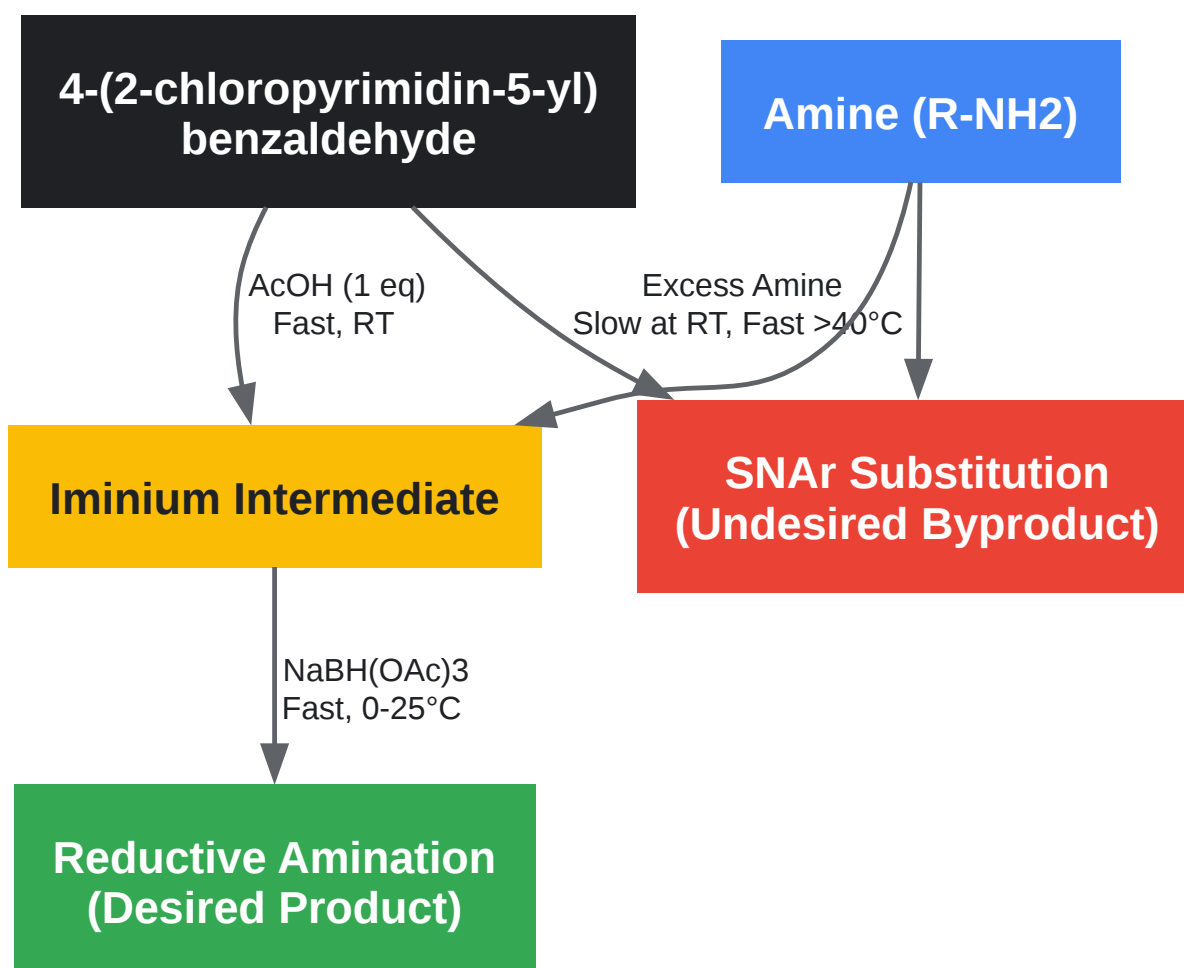 4-(2-chloropyrimidin-5-yl)
benzaldehyde
Amine (R-NH2)
AcOH (1 eq)
Fast, RT
Excess Amine
Slow at RT, Fast >40°C
Iminium Intermediate
SNAr Substitution
(Undesired Byproduct)
NaBH(OAc)3
Fast, 0-25°C
Reductive Amination
(Desired Product)